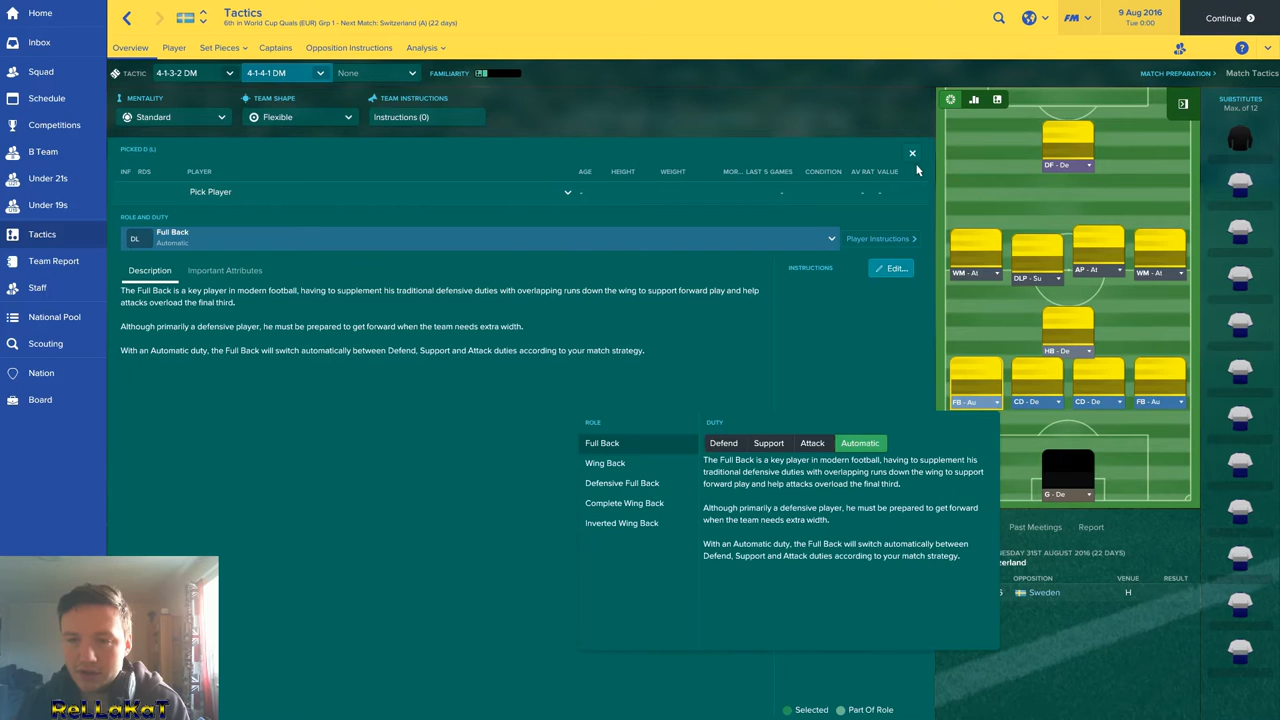 Home
Inbox
Squad
Schedule
Competitions
B Team
Under 21s
Under 19s
Tactics
Team Report
Staff
National Pool
Scouting
Nation
Board
Tactics
6th in World Cup Quals (EUR) Grp 1 - Next Match: Switzerland (A) (22 days)
FM
9 Aug 2016
Tue 0:00
Continue
Overview
Player
Set Pieces
Captains
Opposition Instructions
Analysis
?
TACTIC
4-1-3-2 DM
4-1-4-1 DM
None
FAMILIARITY
MATCH PREPARATION >
Match Tactics
MENTALITY
Standard
TEAM SHAPE
Flexible
TEAM INSTRUCTIONS
Instructions (0)
PICKED D (L)
INF RDS PLAYER AGE HEIGHT WEIGHT MOR... LAST 5 GAMES CONDITION AV RAT VALUE
Pick Player - - - -
ROLE AND DUTY
DL
Full Back
Automatic
Player Instructions >
Description
Important Attributes
INSTRUCTIONS
Edit...
The Full Back is a key player in modern football, having to supplement his traditional defensive duties with overlapping runs down the wing to support forward play and help
attacks overload the final third.
Although primarily a defensive player, he must be prepared to get forward when the team needs extra width.
With an Automatic duty, the Full Back will switch automatically between Defend, Support and Attack duties according to your match strategy.
ROLE
Full Back
Wing Back
Defensive Full Back
Complete Wing Back
Inverted Wing Back
DUTY
Defend
Support
Attack
Automatic
The Full Back is a key player in modern football, having to supplement his
traditional defensive duties with overlapping runs down the wing to support
forward play and help attacks overload the final third.
Although primarily a defensive player, he must be prepared to get forward
when the team needs extra width.
With an Automatic duty, the Full Back will switch automatically between
Defend, Support and Attack duties according to your match strategy.
DF - De
WM - At
DLP - Su
AP - At
WM - At
HB - De
FB - Au
CD - De
CD - De
FB - Au
G - De
SUBSTITUTES
Max. of 12
Past Meetings
Report
NESDAY 31ST AUGUST 2016 (22 DAYS)
zerland
OPPOSITION VENUE RESULT
Sweden H
Selected
Part Of Role
ReLLaKaT